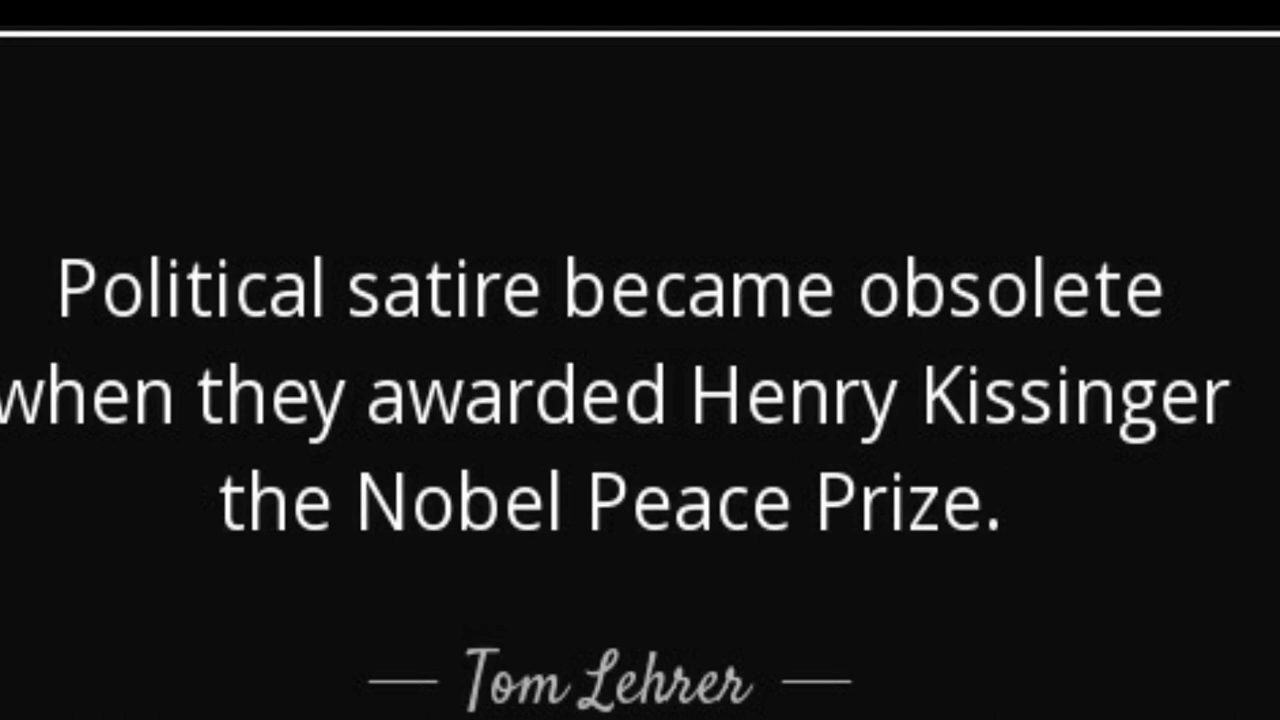 Political satire became obsolete
when they awarded Henry Kissinger
the Nobel Peace Prize.
Tom Lehrer